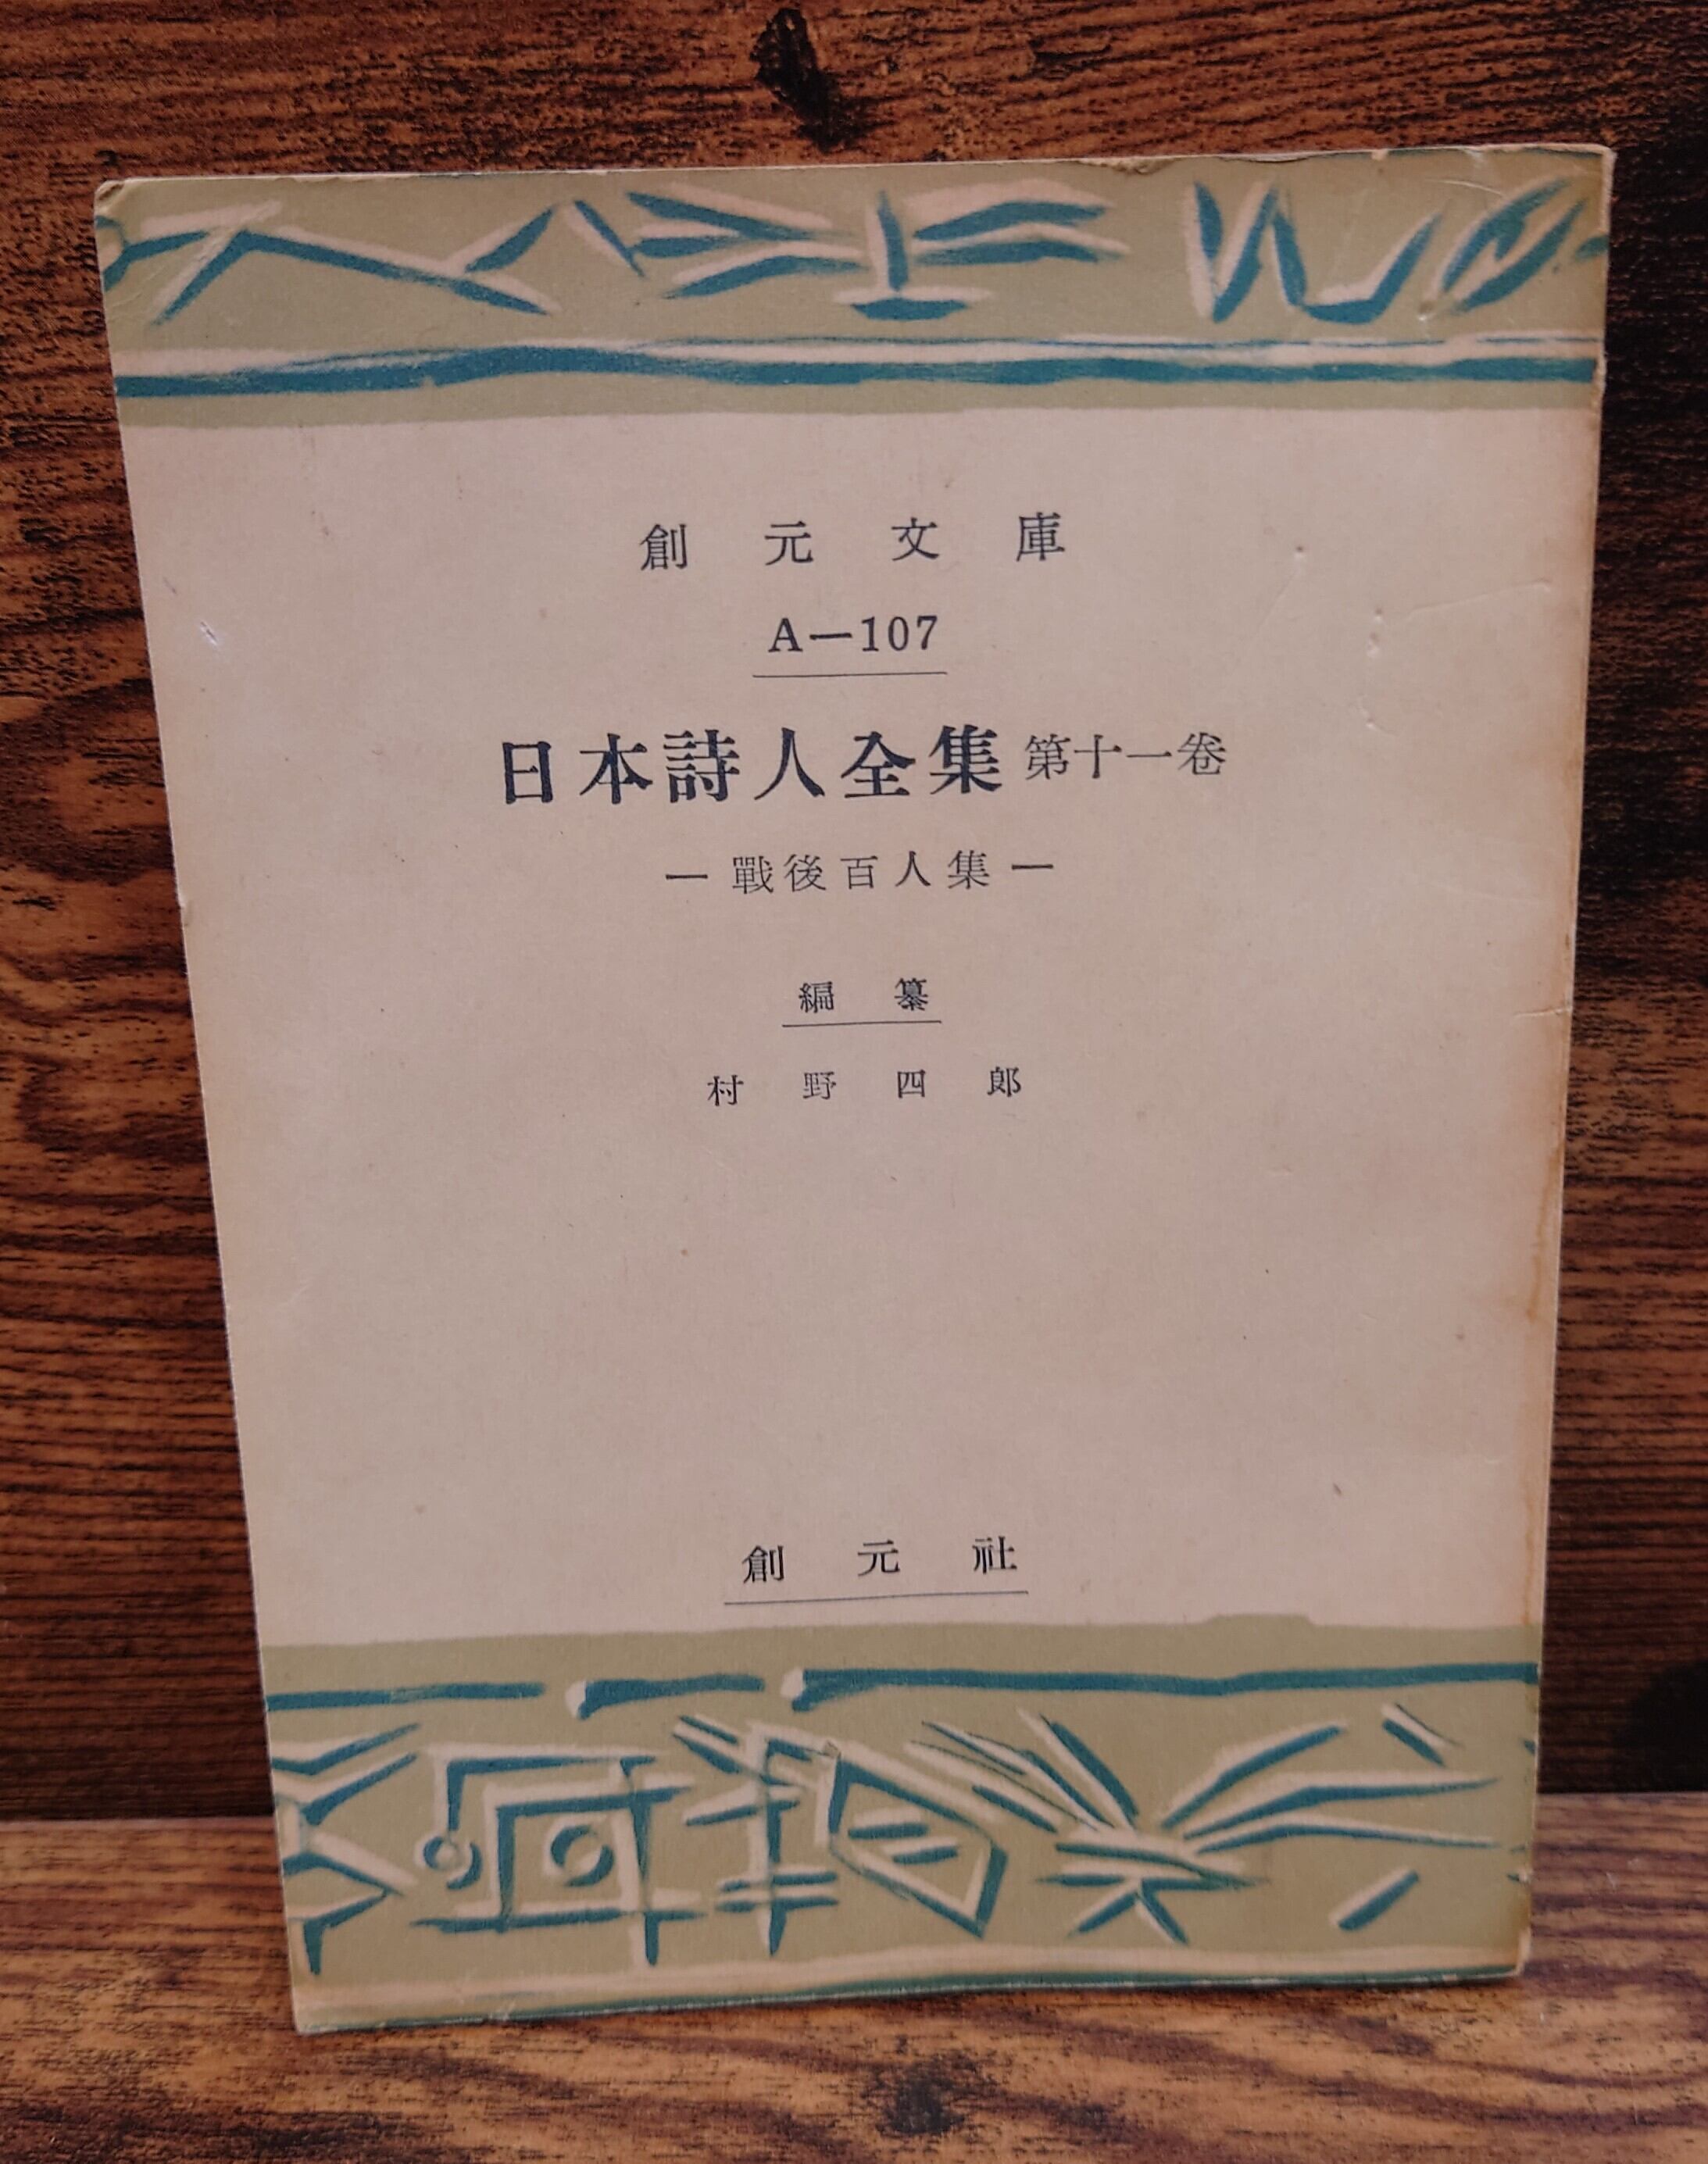 創元文庫
A—107
日本詩人全集 第十一卷
— 戰後百人集 —
編纂
村野四郎
創元社